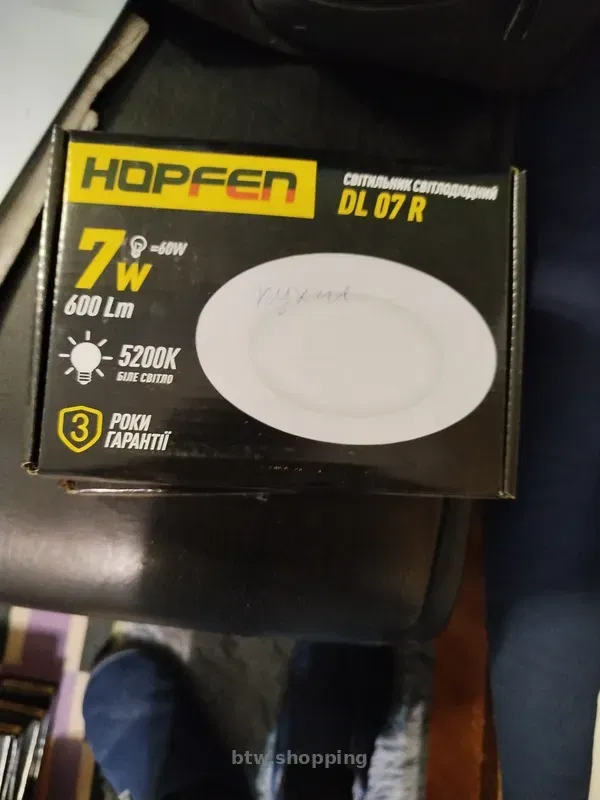 HOPFEN
СВІТИЛЬНИК СВІТЛОДІОДНИЙ
DL 07 R
7W
=60W
600 Lm
5200K
БІЛЕ СВІТЛО
3
РОКИ
ГАРАНТІЇ
кухня
btw.shopping